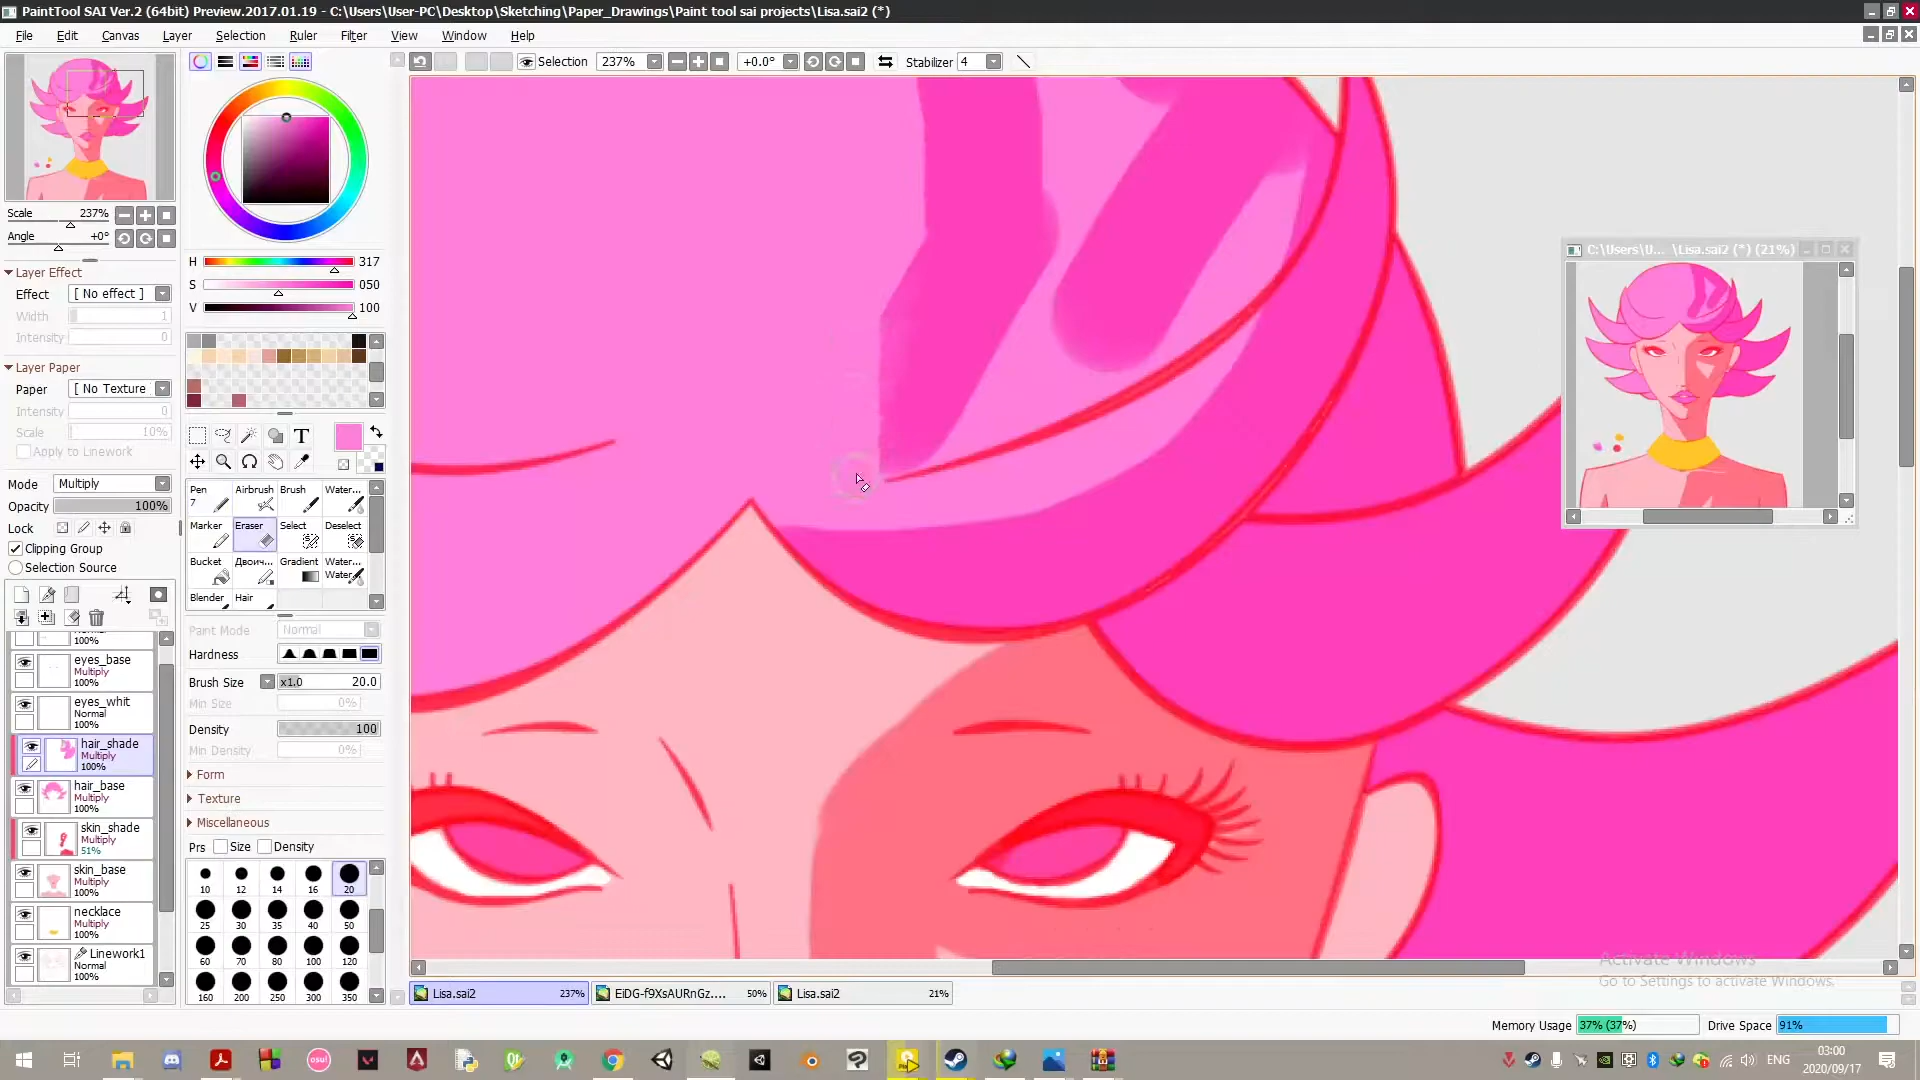 PaintTool SAI Ver.2 (64bit) Preview.2017.01.19 - C:\Users\User-PC\Desktop\Sketching\Paper_Drawings\Paint tool sai projects\Lisa.sai2 (*)
File Edit Canvas Layer Selection Ruler Filter View Window Help
Selection 237% +0.0° Stabilizer 4
Scale 237%
Angle +0°
Layer Effect
Effect [ No effect ]
Width 1
Intensity 0
Layer Paper
Paper [ No Texture
Intensity 0
Scale 10%
Apply to Linework
Mode Multiply
Opacity 100%
Lock
Clipping Group
Selection Source
100%
eyes_base
Multiply
100%
eyes_whit
Normal
100%
hair_shade
Multiply
100%
hair_base
Multiply
100%
skin_shade
Multiply
51%
skin_base
Multiply
100%
necklace
Multiply
100%
Linework1
Normal
100%
H 317
S 050
V 100
T
Pen 7 Airbrush Brush Water...
Marker Eraser Select Deselect
Bucket Двоич... Gradient Water... Water...
Blender Hair
Paint Mode Normal
Hardness
Brush Size x1.0 20.0
Min Size 0%
Density 100
Min Density 0%
Form
Texture
Miscellaneous
Prs Size Density
10 12 14 16 20
25 30 35 40 50
60 70 80 100 120
160 200 250 300 350
C:\Users\U... \Lisa.sai2 (*) (21%)
Activate Windows
Go to Settings to activate Windows.
Lisa.sai2 237% EiDG-f9XsAURnGz.... 50% Lisa.sai2 21%
Memory Usage 37% (37%) Drive Space 91%
osu!
ENG
03:00
2020/09/17